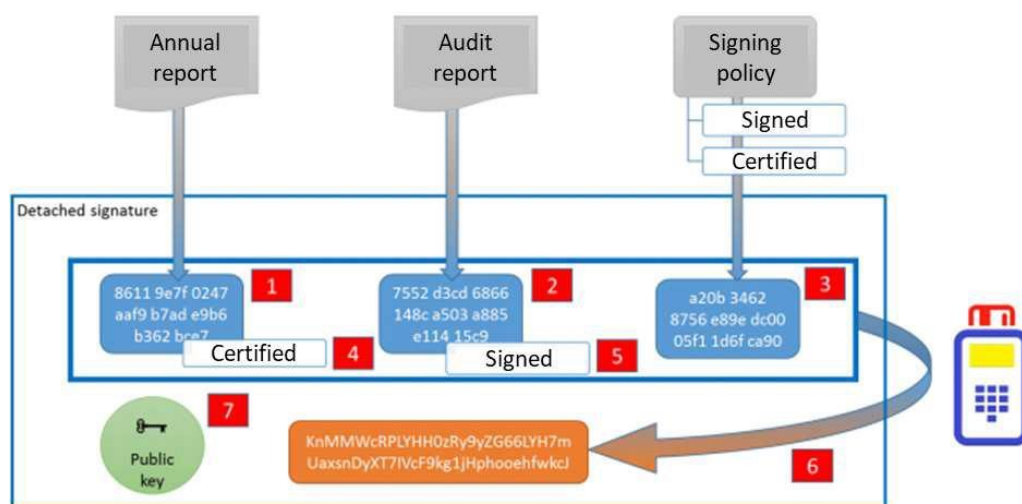 Annual
report
Audit
report
Signing
policy
Signed
Certified
Detached signature
8611 9e7f 0247
aaf9 b7ad e9b6
b362 bce7
1
7552 d3cd 6866
148c a503 a885
e114 15c9
2
a20b 3462
8756 e89e dc00
05f1 1d6f ca90
3
Certified
4
Signed
5
7
Public
key
KnMMWcRPLYHH0zRy9yZG66LYH7m
UaxsnDyXT7IVcF9kg1jHphooehfwkcJ
6